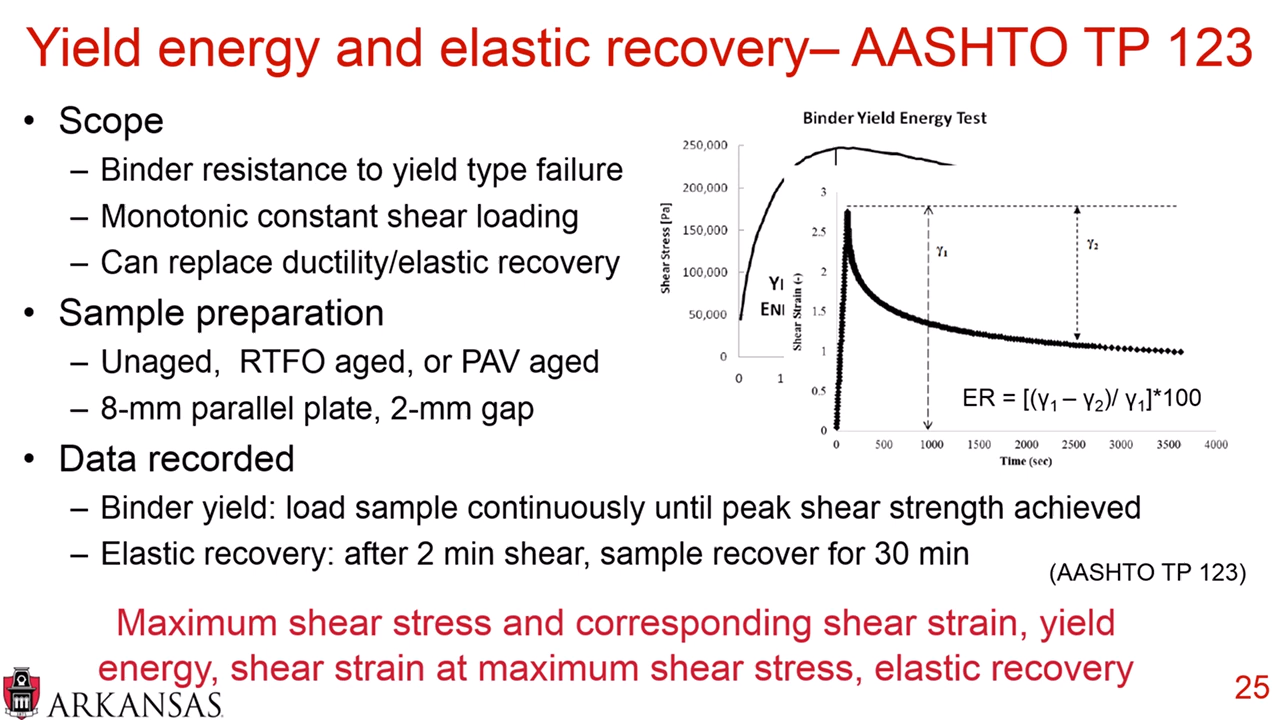 Yield energy and elastic recovery– AASHTO TP 123
• Scope
– Binder resistance to yield type failure
– Monotonic constant shear loading
– Can replace ductility/elastic recovery
• Sample preparation
– Unaged, RTFO aged, or PAV aged
– 8-mm parallel plate, 2-mm gap
• Data recorded
– Binder yield: load sample continuously until peak shear strength achieved
– Elastic recovery: after 2 min shear, sample recover for 30 min
Binder Yield Energy Test
Shear Stress [Pa]
250,000
200,000
150,000
100,000
50,000
0
0 1
Shear Strain (-)
3
2.5
2
1.5
1
0.5
0
γ₁
γ₂
ER = [(γ₁ – γ₂)/ γ₁]*100
0 500 1000 1500 2000 2500 3000 3500 4000
Time (sec)
(AASHTO TP 123)
Maximum shear stress and corresponding shear strain, yield
energy, shear strain at maximum shear stress, elastic recovery
ARKANSAS
25